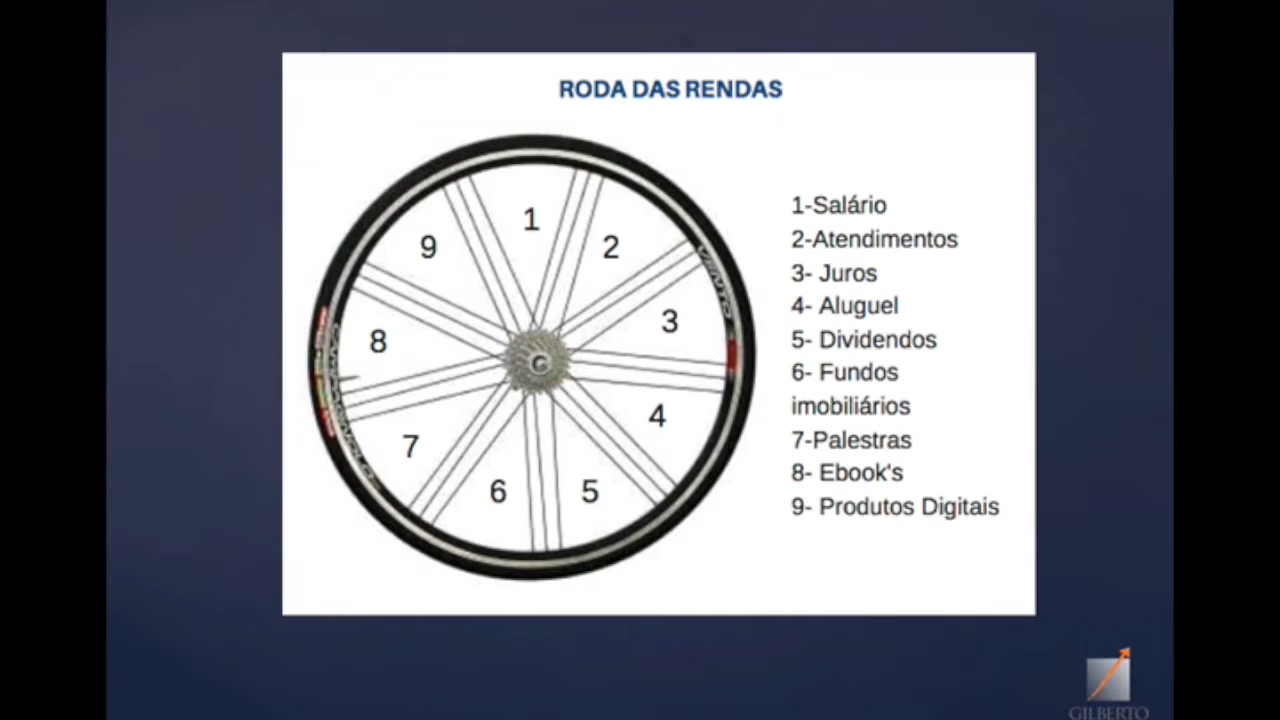 RODA DAS RENDAS
1
2
3
4
5
6
7
8
9
VENTO
1-Salário
2-Atendimentos
3- Juros
4- Aluguel
5- Dividendos
6- Fundos
imobiliários
7-Palestras
8- Ebook's
9- Produtos Digitais
GILBERTO